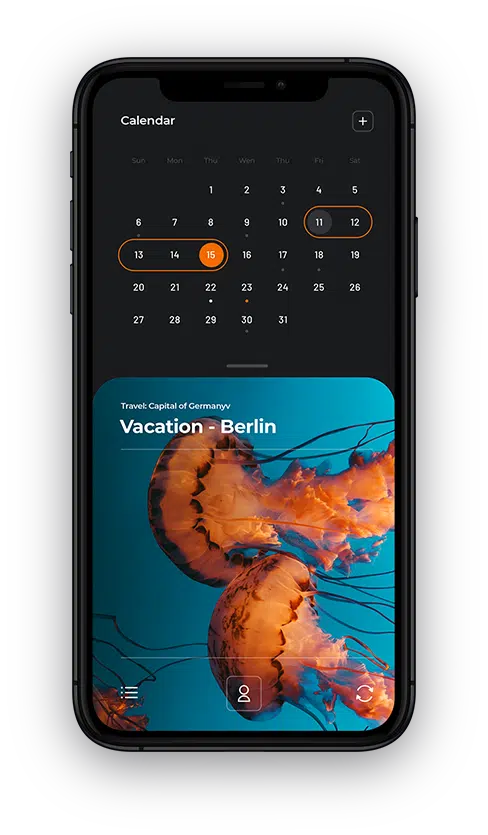 Calendar
+
Sun Mon Thu Wen Thu Fri Sat
1 2 3 4 5
6 7 8 9 10 11 12
13 14 15 16 17 18 19
20 21 22 23 24 25 26
27 28 29 30 31
Travel: Capital of Germanyv
Vacation - Berlin